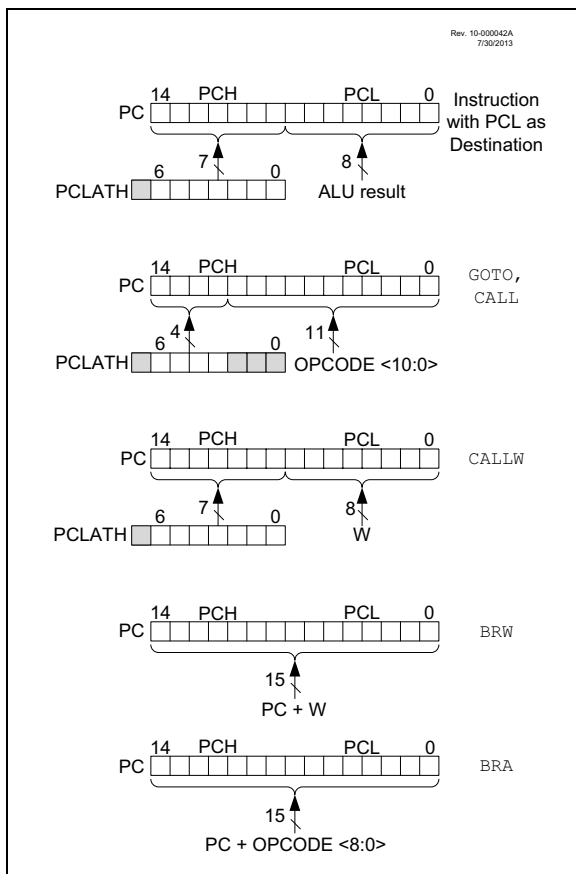 Rev. 10-000042A
7/30/2013
14 PCH PCL 0
PC
Instruction
with PCL as
Destination
7 8
6 0
PCLATH
ALU result
14 PCH PCL 0
PC
GOTO,
CALL
4 11
6 0
PCLATH
OPCODE <10:0>
14 PCH PCL 0
PC
CALLW
7 8
6 0
PCLATH
W
14 PCH PCL 0
PC
BRW
15
PC + W
14 PCH PCL 0
PC
BRA
15
PC + OPCODE <8:0>